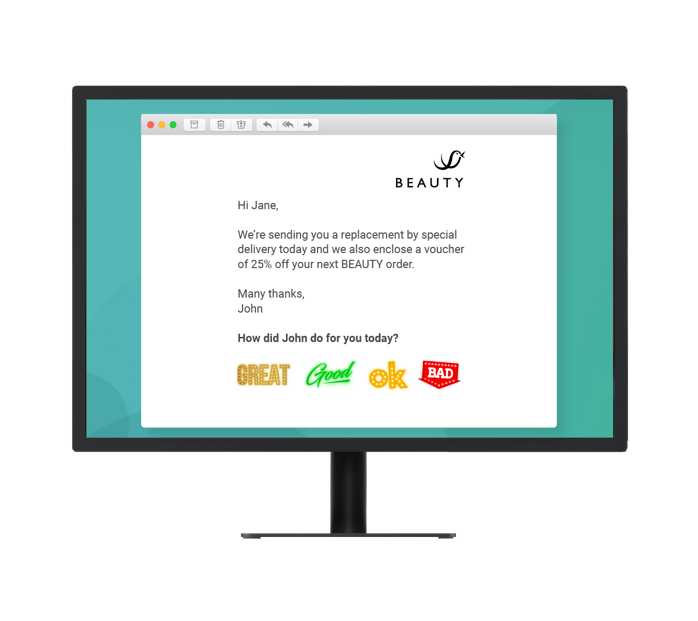 BEAUTY
Hi Jane,
We're sending you a replacement by special
delivery today and we also enclose a voucher
of 25% off your next BEAUTY order.
Many thanks,
John
How did John do for you today?
GREAT Good ok BAD